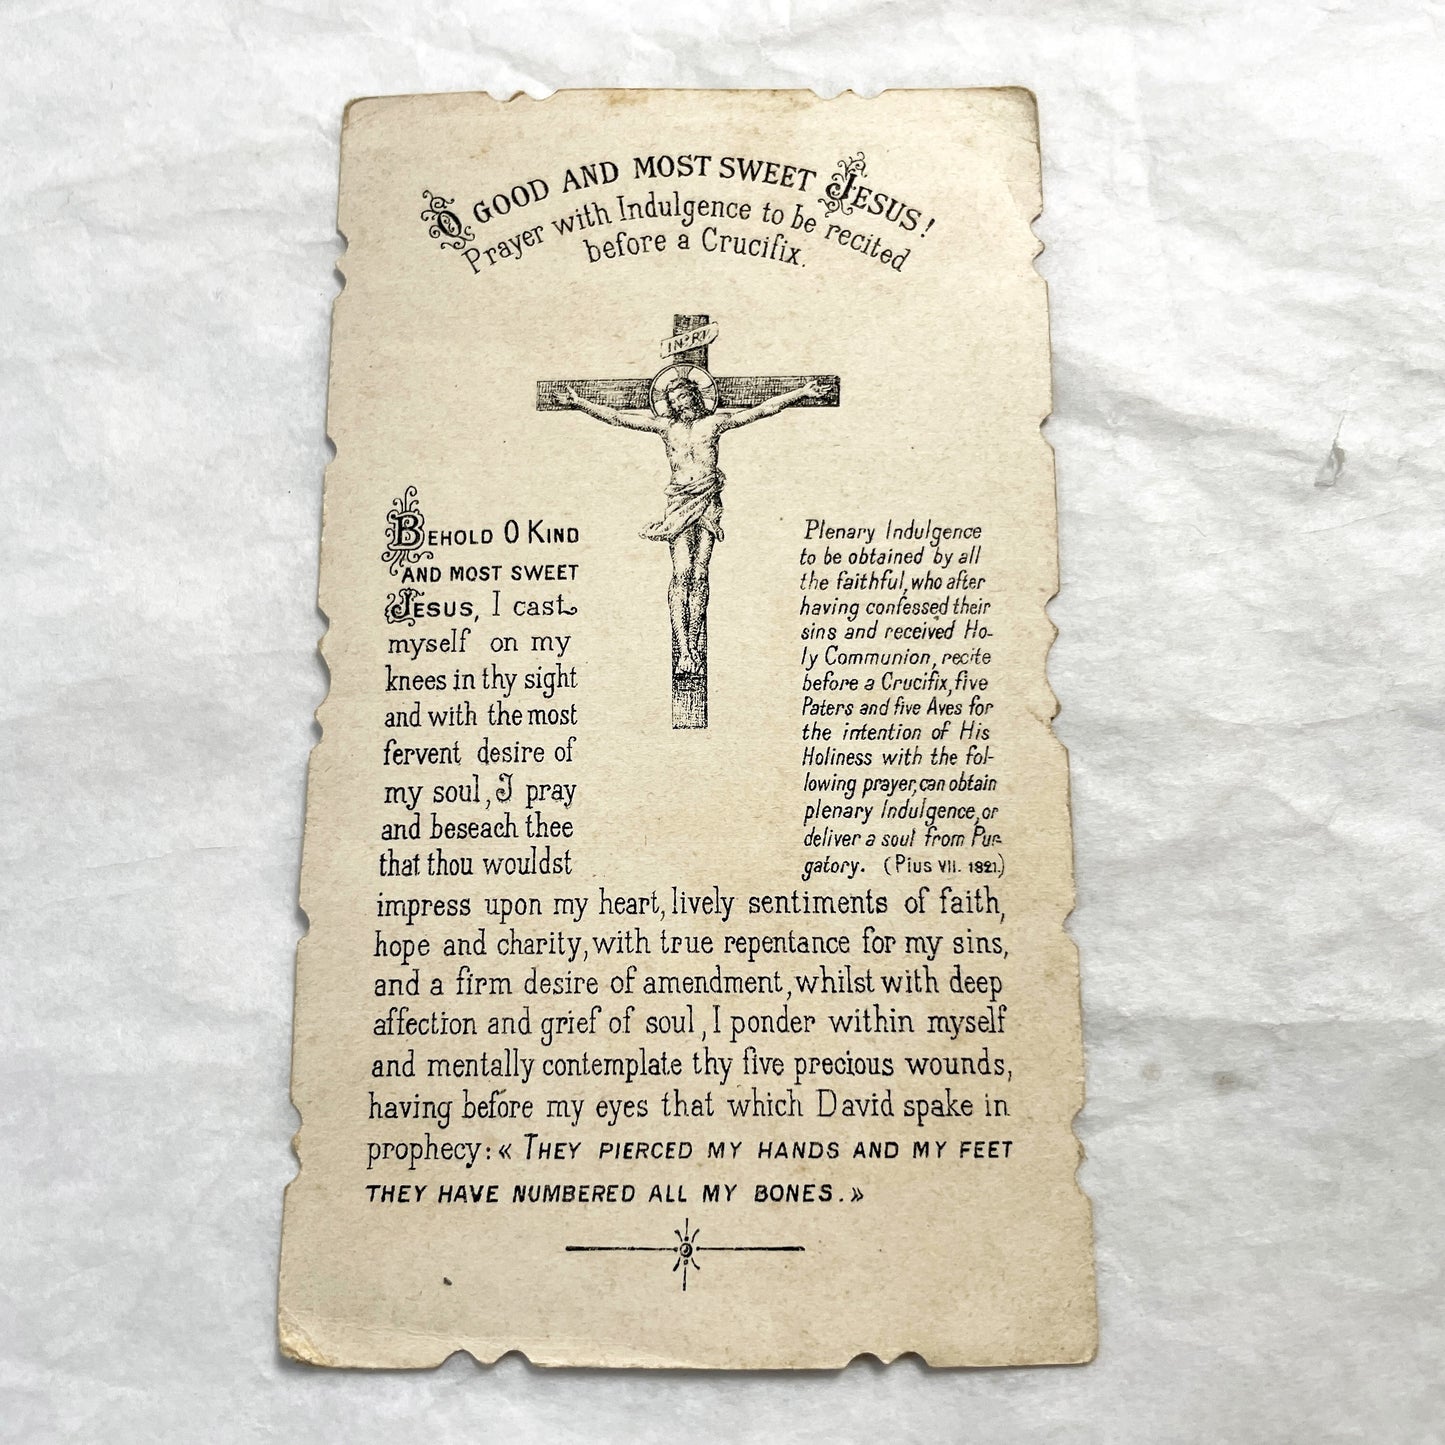 O GOOD AND MOST SWEET JESUS!
Prayer with Indulgence to be recited
before a Crucifix.
INRI
BEHOLD O KIND
AND MOST SWEET
JESUS, I cast
myself on my
knees in thy sight
and with the most
fervent desire of
my soul, I pray
and beseach thee
that thou wouldst
Plenary Indulgence
to be obtained by all
the faithful, who after
having confessed their
sins and received Ho-
ly Communion, recite
before a Crucifix, five
Paters and five Aves for
the intention of His
Holiness with the fol-
lowing prayer, can obtain
plenary Indulgence, or
deliver a soul from Pur-
gatory. (Pius VII. 1821.)
impress upon my heart, lively sentiments of faith,
hope and charity, with true repentance for my sins,
and a firm desire of amendment, whilst with deep
affection and grief of soul, I ponder within myself
and mentally contemplate thy five precious wounds,
having before my eyes that which David spake in
prophecy: « THEY PIERCED MY HANDS AND MY FEET
THEY HAVE NUMBERED ALL MY BONES. »